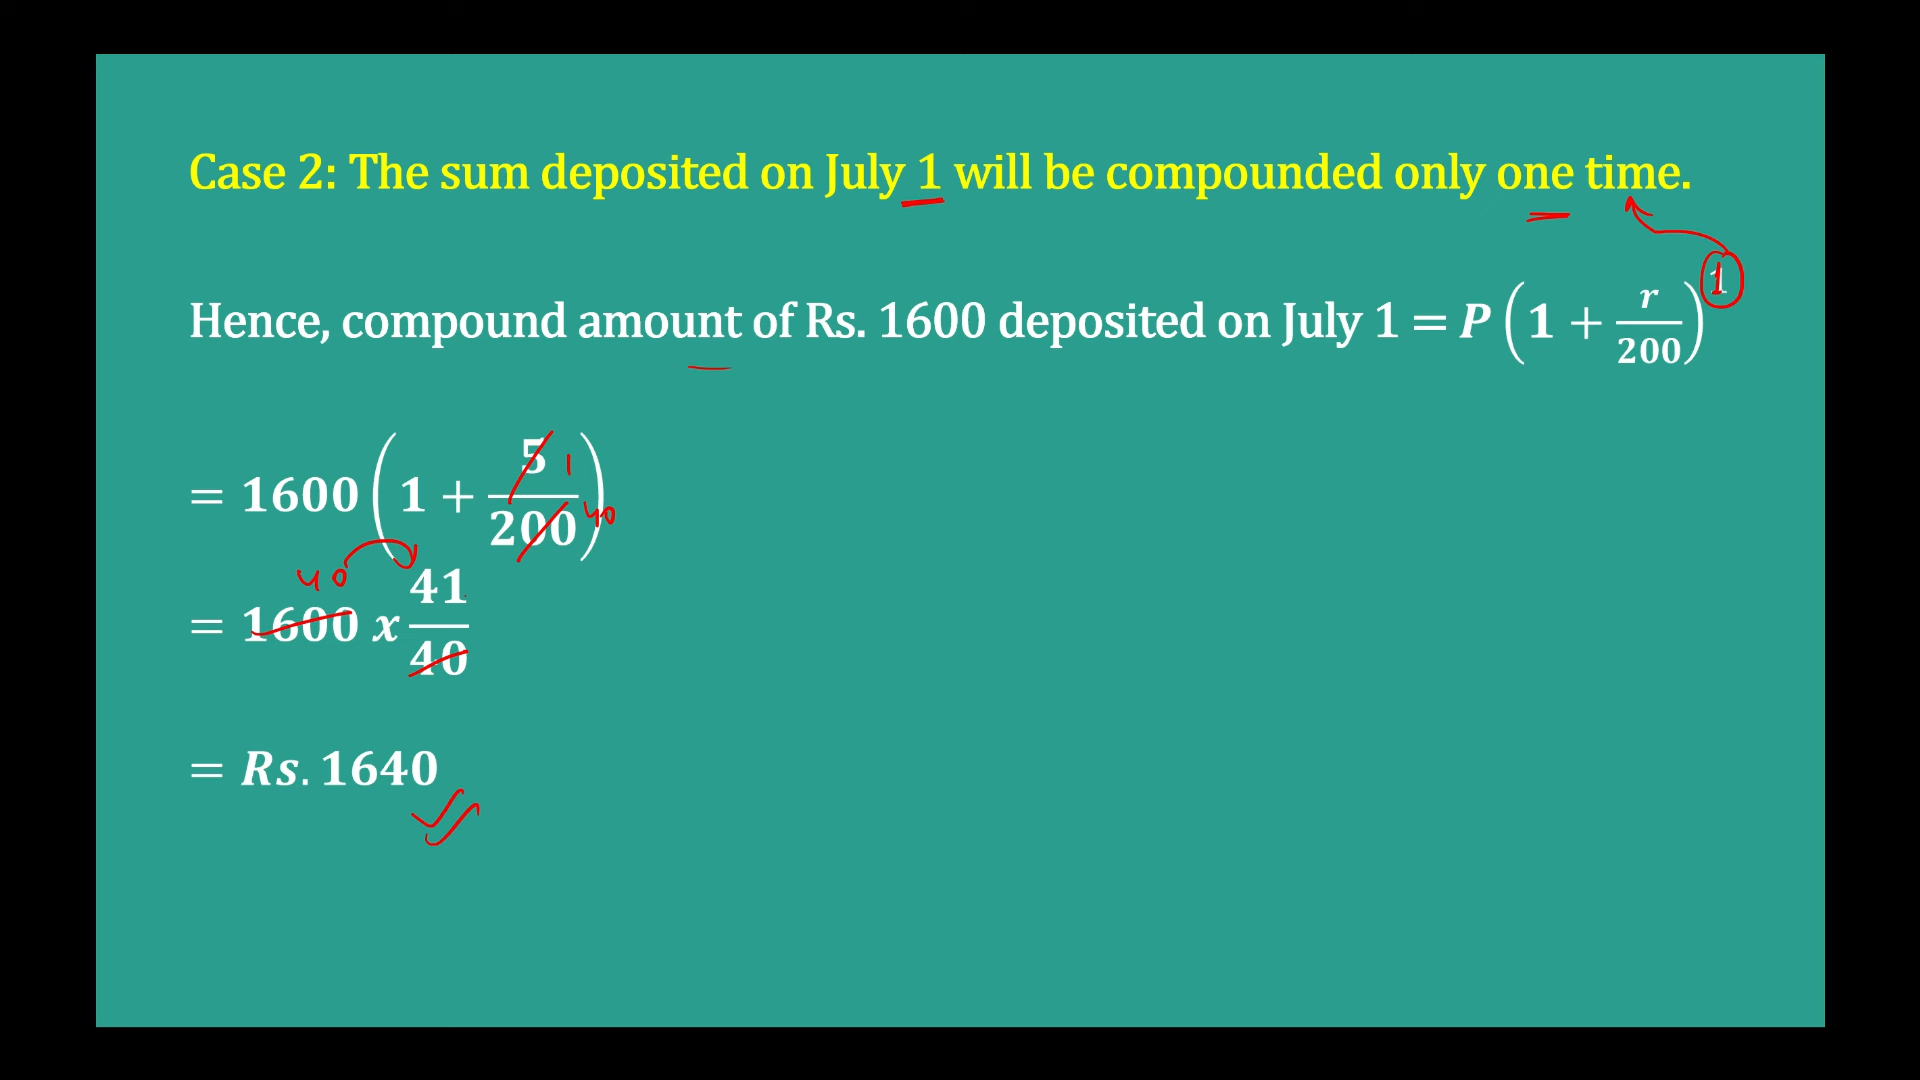 Case 2: The sum deposited on July 1 will be compounded only one time.
Hence, compound amount of Rs. 1600 deposited on July 1 = P(1 + r/200)^1
= 1600(1 + 5/200) 1 40
40
= 1600 x 41/40
= Rs. 1640